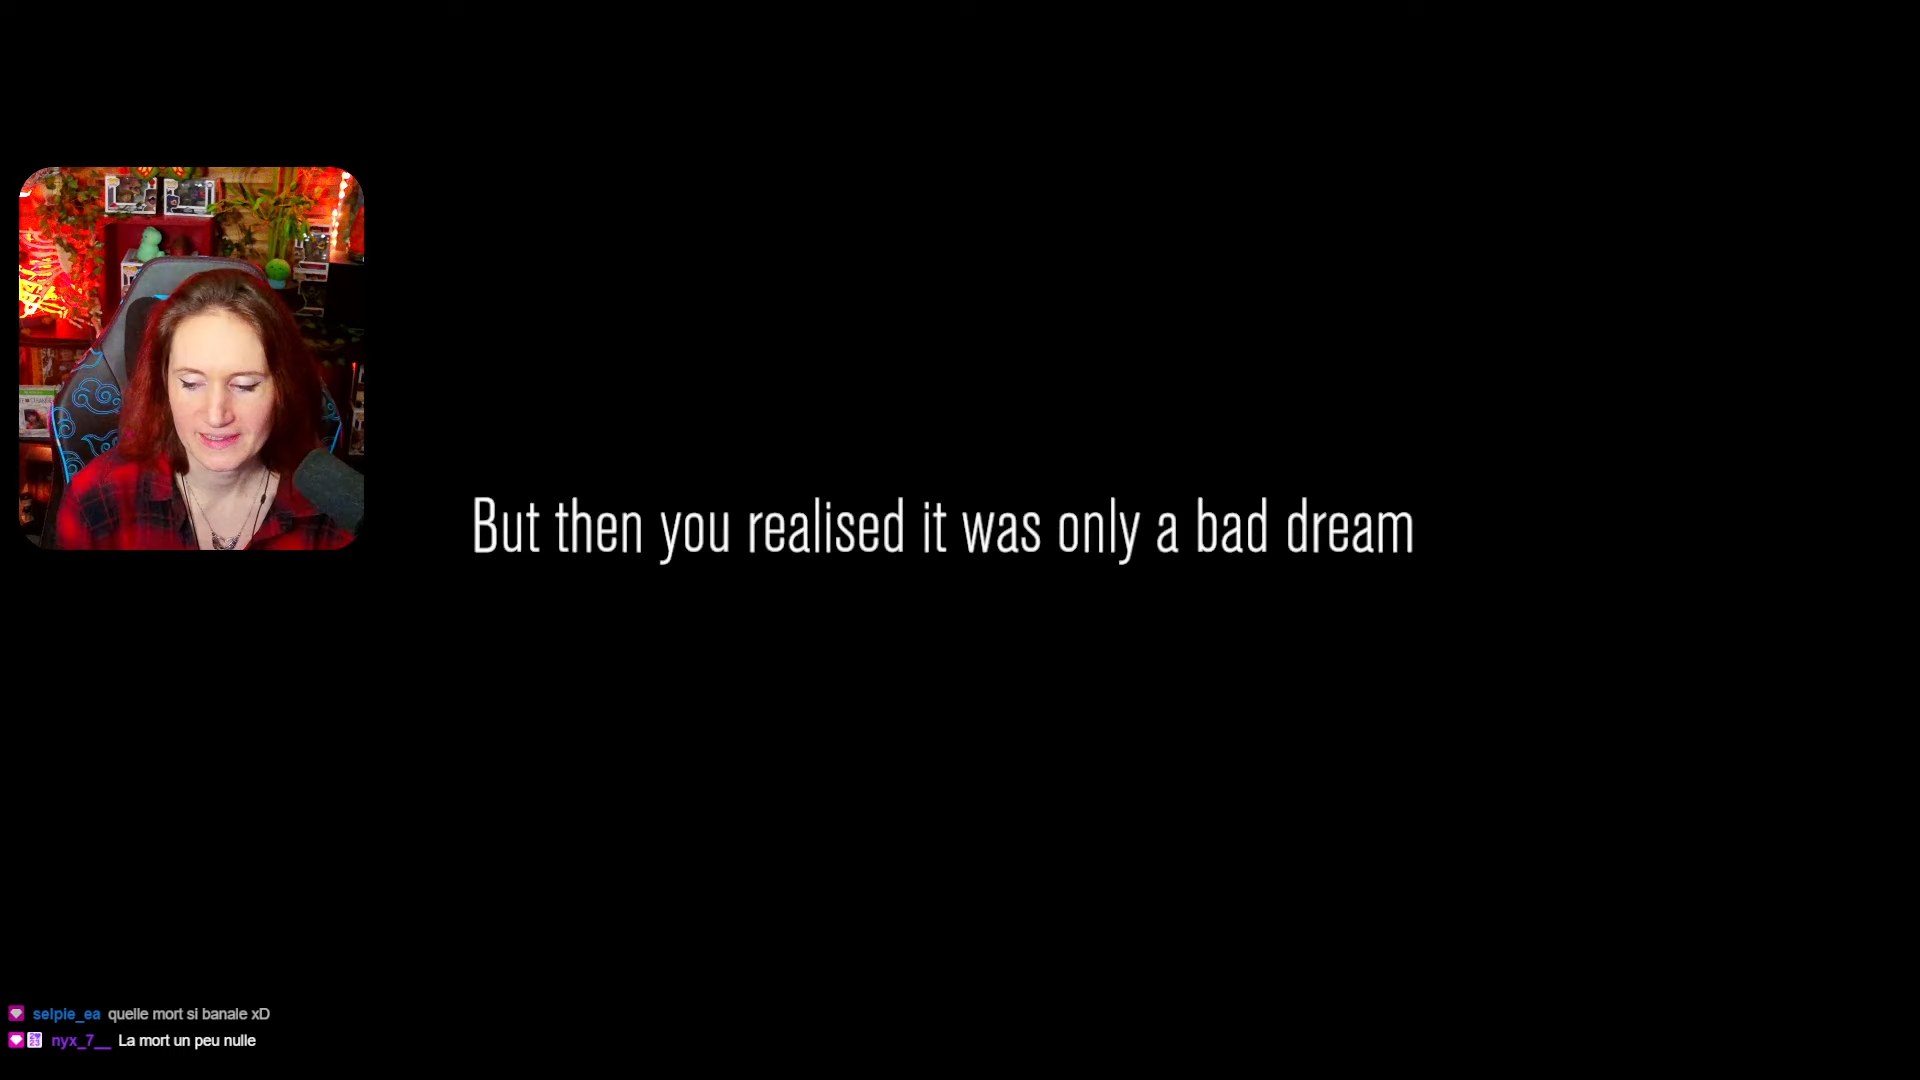 But then you realised it was only a bad dream
selpie_ea quelle mort si banale xD
nyx_7__ La mort un peu nulle